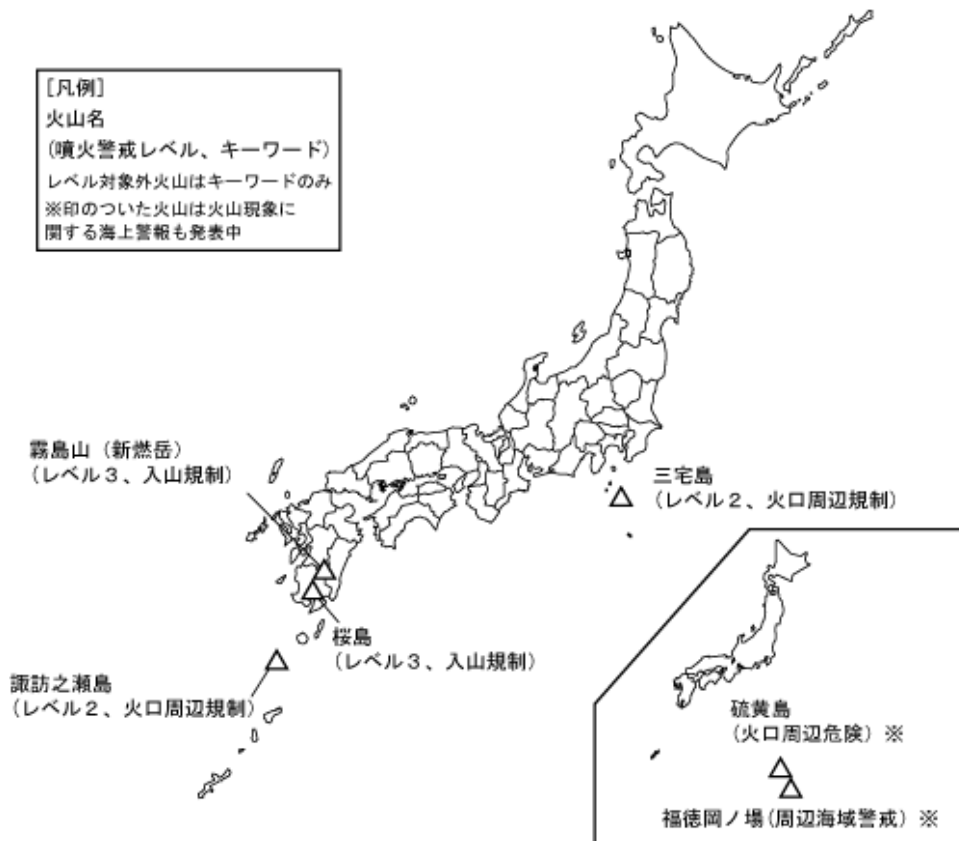 [凡例]
火山名
(噴火警戒レベル、キーワード)
レベル対象外火山はキーワードのみ
※印のついた火山は火山現象に
関する海上警報も発表中
霧島山（新燃岳）
（レベル３、入山規制）
三宅島
（レベル２、火口周辺規制）
桜島
（レベル３、入山規制）
諏訪之瀬島
（レベル２、火口周辺規制）
硫黄島
(火口周辺危険）※
福徳岡ノ場(周辺海域警戒）※